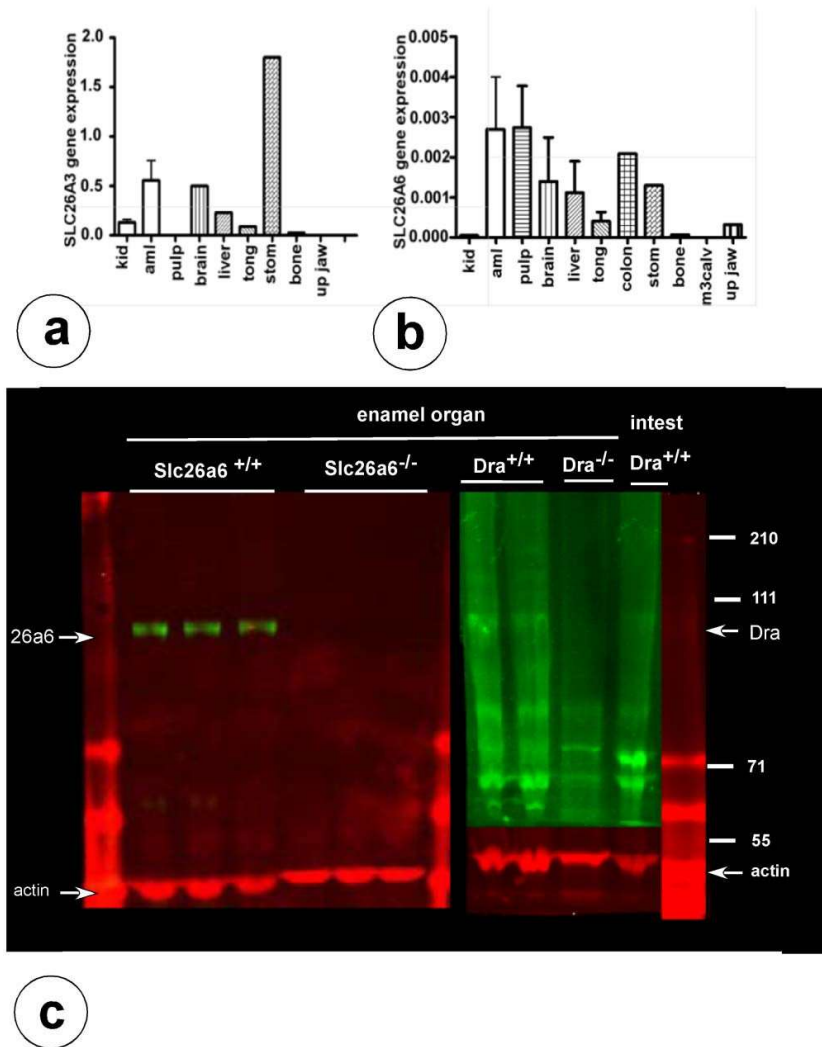 SLC26A3 gene expression
2.0
1.5
1.0
0.5
0.0
kid
aml
pulp
brain
liver
tong
stom
bone
up jaw
a
SLC26A6 gene expression
0.005
0.004
0.003
0.002
0.001
0.000
kid
aml
pulp
brain
liver
tong
colon
stom
bone
m3calv
up jaw
b
enamel organ
intest
Slc26a6 +/+
Slc26a6-/-
Dra+/+
Dra-/-
Dra+/+
210
111
26a6
Dra
71
55
actin
actin
c